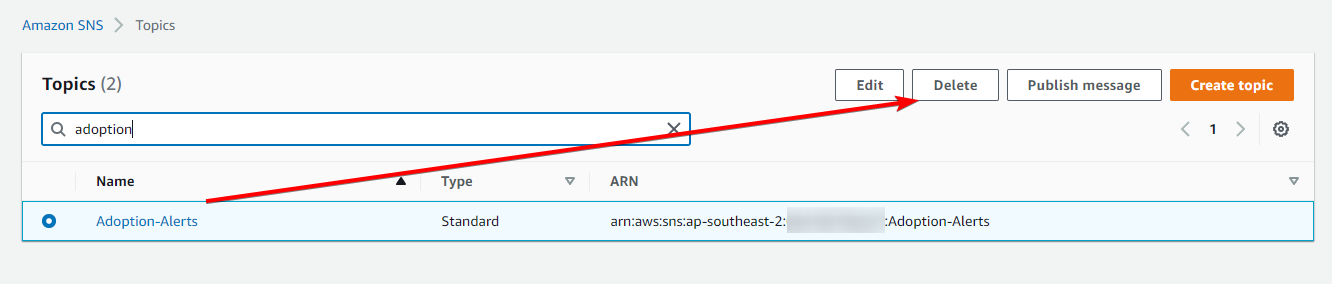 Amazon SNS > Topics
Topics (2)
Edit
Delete
Publish message
Create topic
adoption
1
Name
Type
ARN
Adoption-Alerts
Standard
arn:aws:sns:ap-southeast-2: :Adoption-Alerts